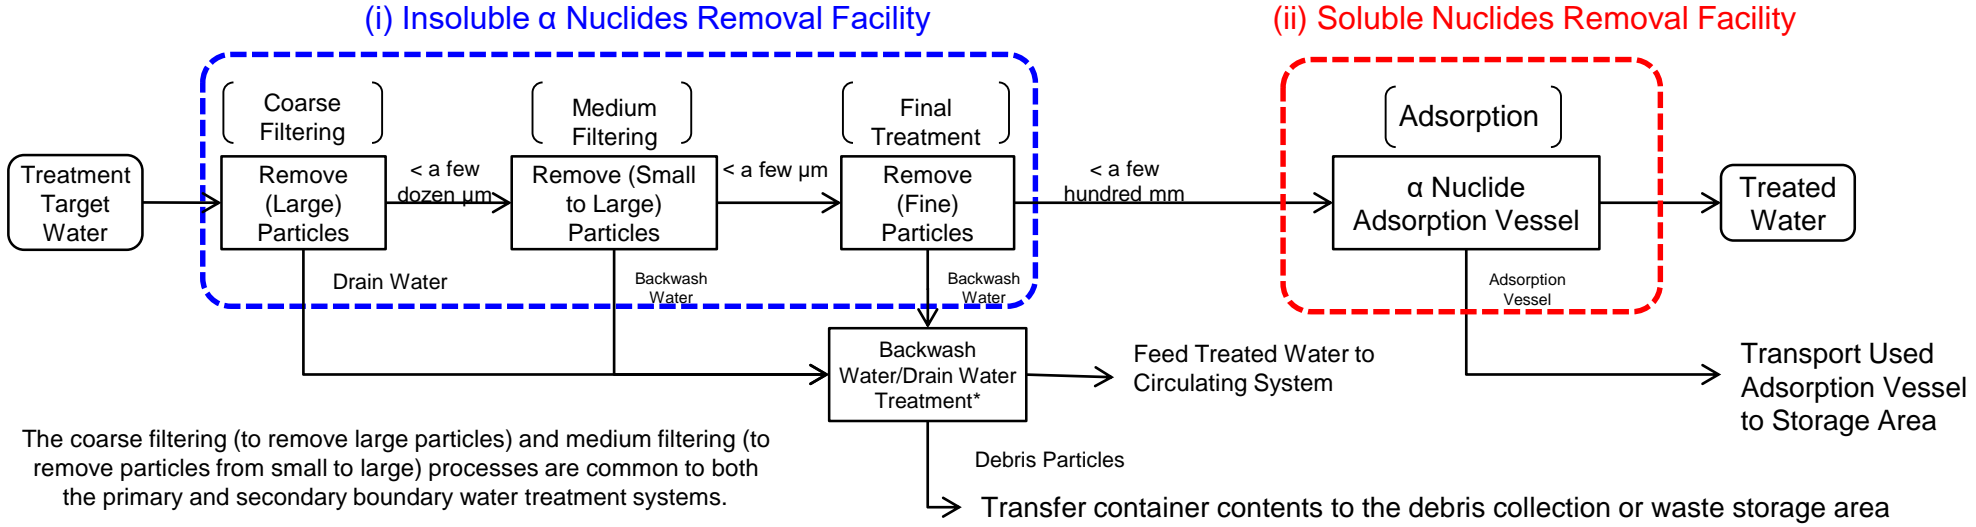 (i) Insoluble α Nuclides Removal Facility
(ii) Soluble Nuclides Removal Facility
Coarse
Filtering
Medium
Filtering
Final
Treatment
Adsorption
Treatment
Target
Water
Remove
(Large)
Particles
< a few
dozen μm
Remove (Small
to Large)
Particles
< a few μm
Remove
(Fine)
Particles
< a few
hundred mm
α Nuclide
Adsorption Vessel
Treated
Water
Drain Water
Backwash
Water
Backwash
Water
Adsorption
Vessel
Backwash
Water/Drain Water
Treatment*
Feed Treated Water to
Circulating System
Transport Used
Adsorption Vessel
to Storage Area
The coarse filtering (to remove large particles) and medium filtering (to
remove particles from small to large) processes are common to both
the primary and secondary boundary water treatment systems.
Debris Particles
Transfer container contents to the debris collection or waste storage area